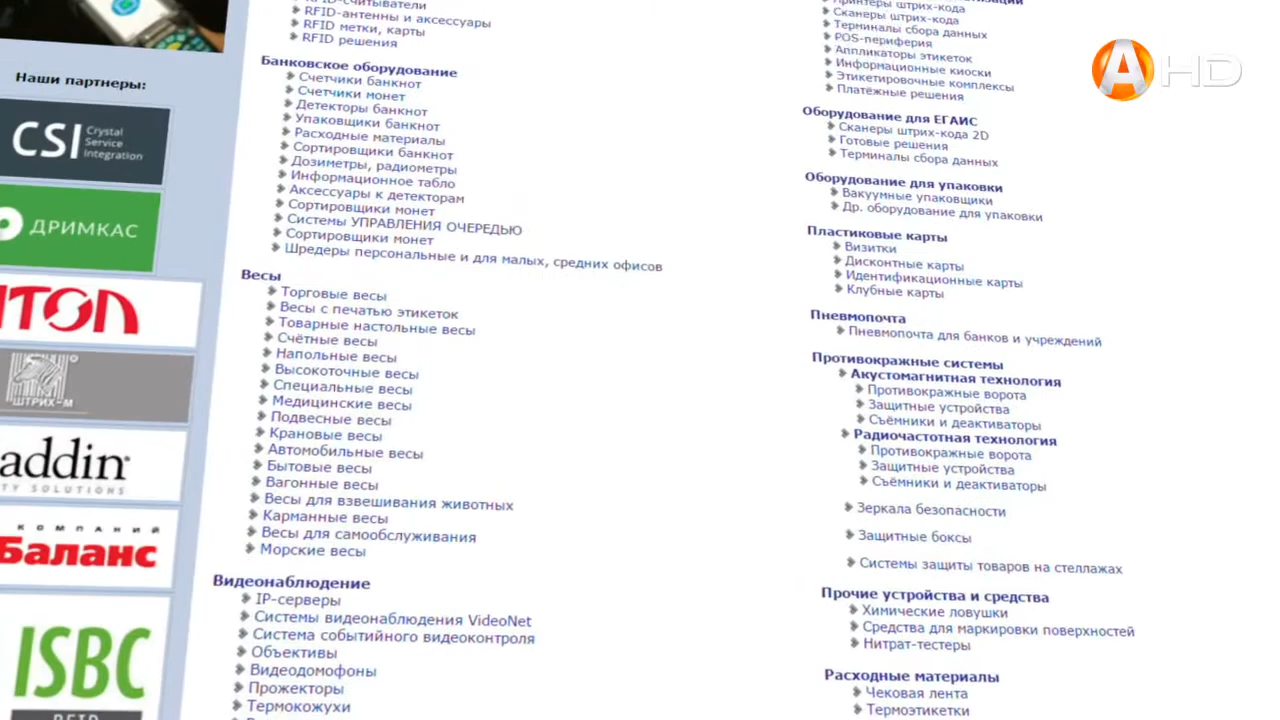 Наши партнеры:
CSI Crystal
Service
Integration
ДРИМКАС
ШТРИХ-М
addin
TY SOLUTIONS
КОМПАНИЙ
Баланс
ISBC
RFID
RFID-считыватели
RFID-антенны и аксессуары
RFID метки, карты
RFID решения
Банковское оборудование
Счетчики банкнот
Счетчики монет
Детекторы банкнот
Упаковщики банкнот
Расходные материалы
Сортировщики банкнот
Дозиметры, радиометры
Информационное табло
Аксессуары к детекторам
Сортировщики монет
Системы УПРАВЛЕНИЯ ОЧЕРЕДЬЮ
Сортировщики монет
Шредеры персональные и для малых, средних офисов
Весы
Торговые весы
Весы с печатью этикеток
Товарные настольные весы
Счётные весы
Напольные весы
Высокоточные весы
Специальные весы
Медицинские весы
Подвесные весы
Крановые весы
Автомобильные весы
Бытовые весы
Вагонные весы
Весы для взвешивания животных
Карманные весы
Весы для самообслуживания
Морские весы
Видеонаблюдение
IP-серверы
Системы видеонаблюдения VideoNet
Система событийного видеоконтроля
Объективы
Видеодомофоны
Прожекторы
Термокожухи
Принтеры штрих-кода
Сканеры штрих-кода
Терминалы сбора данных
POS-периферия
Аппликаторы этикеток
Информационные киоски
Этикетировочные комплексы
Платёжные решения
Оборудование для ЕГАИС
Сканеры штрих-кода 2D
Готовые решения
Терминалы сбора данных
Оборудование для упаковки
Вакуумные упаковщики
Др. оборудование для упаковки
Пластиковые карты
Визитки
Дисконтные карты
Идентификационные карты
Клубные карты
Пневмопочта
Пневмопочта для банков и учреждений
Противокражные системы
Акустомагнитная технология
Противокражные ворота
Защитные устройства
Съёмники и деактиваторы
Радиочастотная технология
Противокражные ворота
Защитные устройства
Съёмники и деактиваторы
Зеркала безопасности
Защитные боксы
Системы защиты товаров на стеллажах
Прочие устройства и средства
Химические ловушки
Средства для маркировки поверхностей
Нитрат-тестеры
Расходные материалы
Чековая лента
Термоэтикетки
A HD